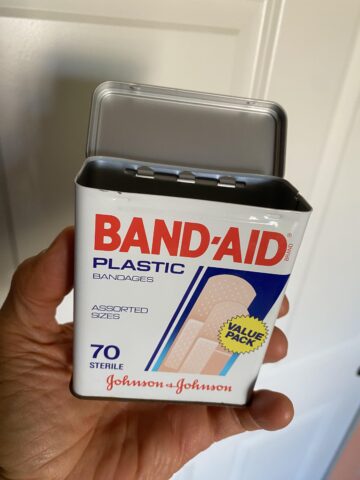 BAND-AID
BRAND ®
PLASTIC
BANDAGES
ASSORTED
SIZES
VALUE
PACK
70
STERILE
Johnson & Johnson